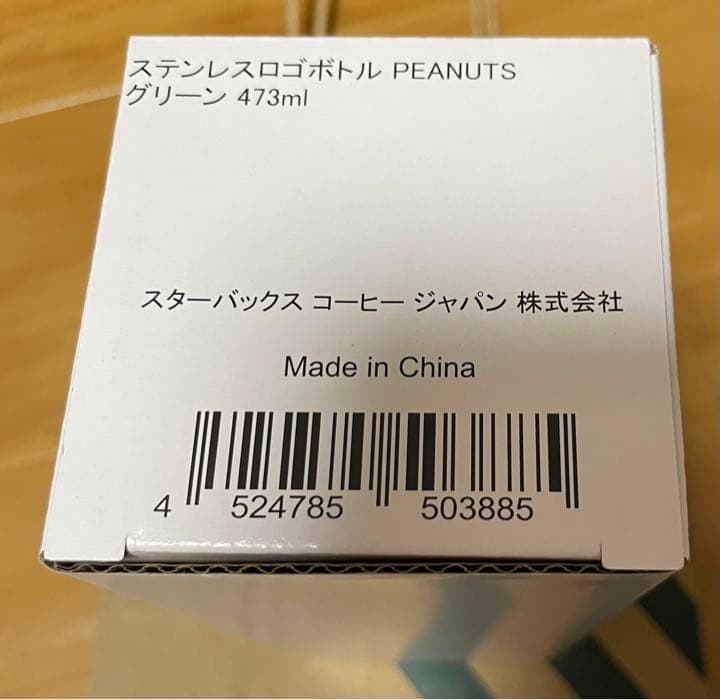 ステンレスロゴボトル PEANUTS
グリーン 473ml
スターバックス コーヒー ジャパン 株式会社
Made in China
4 524785 503885